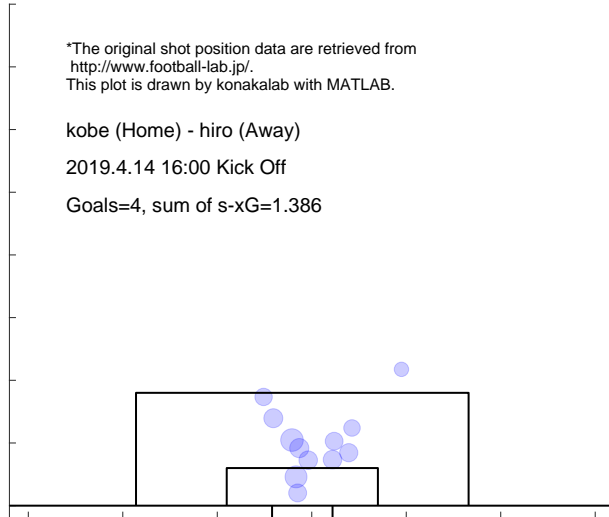 *The original shot position data are retrieved from
http://www.football-lab.jp/.
This plot is drawn by konakalab with MATLAB.
kobe (Home) - hiro (Away)
2019.4.14 16:00 Kick Off
Goals=4, sum of s-xG=1.386